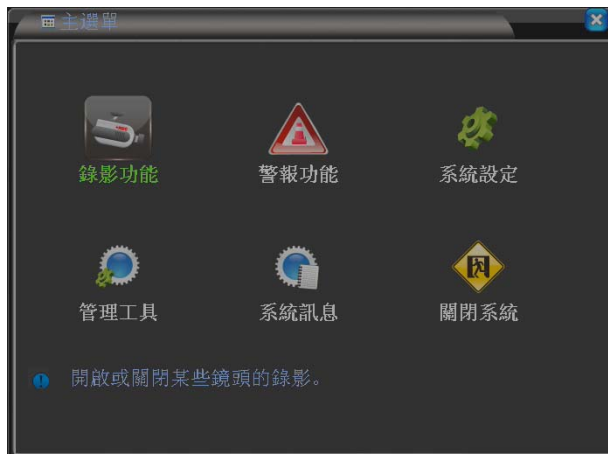 主選單
錄影功能 警報功能 系統設定
管理工具 系統訊息 關閉系統
開啟或關閉某些鏡頭的錄影。